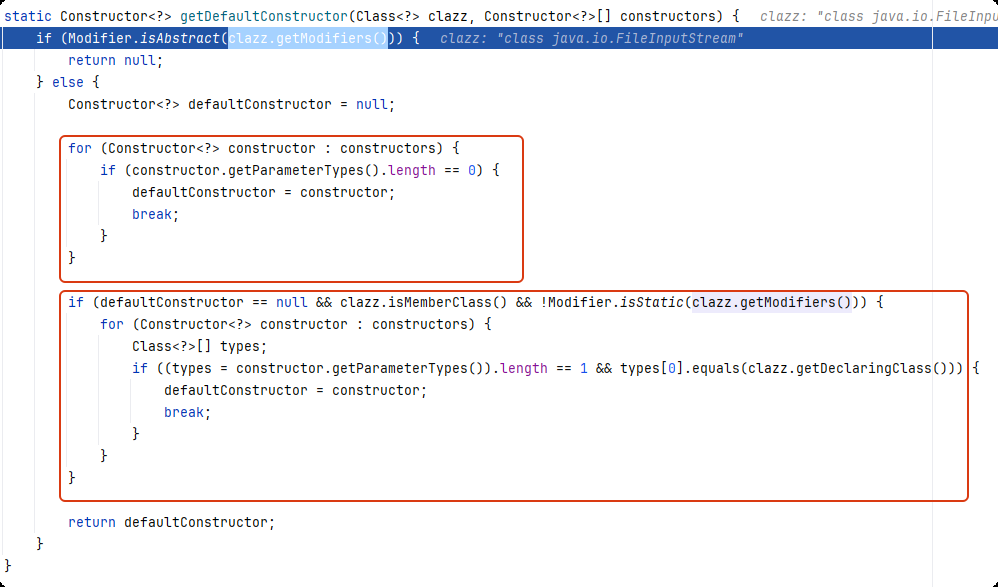 static Constructor<?> getDefaultConstructor(Class<?> clazz, Constructor<?>[] constructors) { clazz: "class java.io.FileInpu
if (Modifier.isAbstract(clazz.getModifiers())) { clazz: "class java.io.FileInputStream"
return null;
} else {
Constructor<?> defaultConstructor = null;
for (Constructor<?> constructor : constructors) {
if (constructor.getParameterTypes().length == 0) {
defaultConstructor = constructor;
break;
}
}
if (defaultConstructor == null && clazz.isMemberClass() && !Modifier.isStatic(clazz.getModifiers())) {
for (Constructor<?> constructor : constructors) {
Class<?>[] types;
if ((types = constructor.getParameterTypes()).length == 1 && types[0].equals(clazz.getDeclaringClass())) {
defaultConstructor = constructor;
break;
}
}
}
return defaultConstructor;
}
}